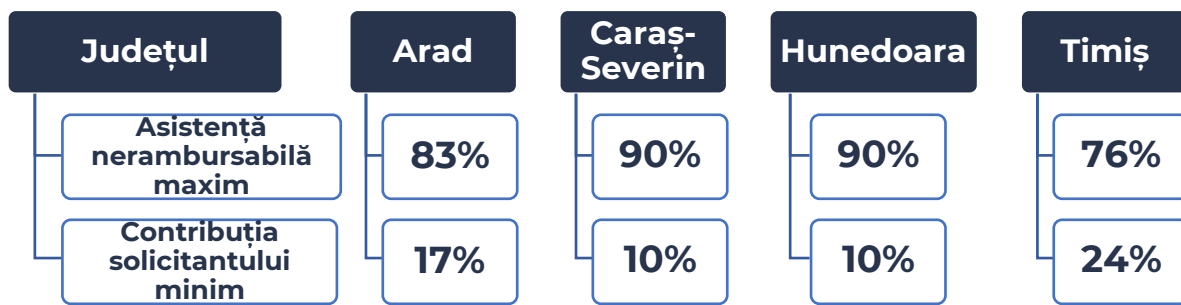 Județul
Arad
Caraș-
Severin
Hunedoara
Timiș
Asistență
nerambursabilă
maxim
83%
90%
90%
76%
Contribuția
solicitantului
minim
17%
10%
10%
24%